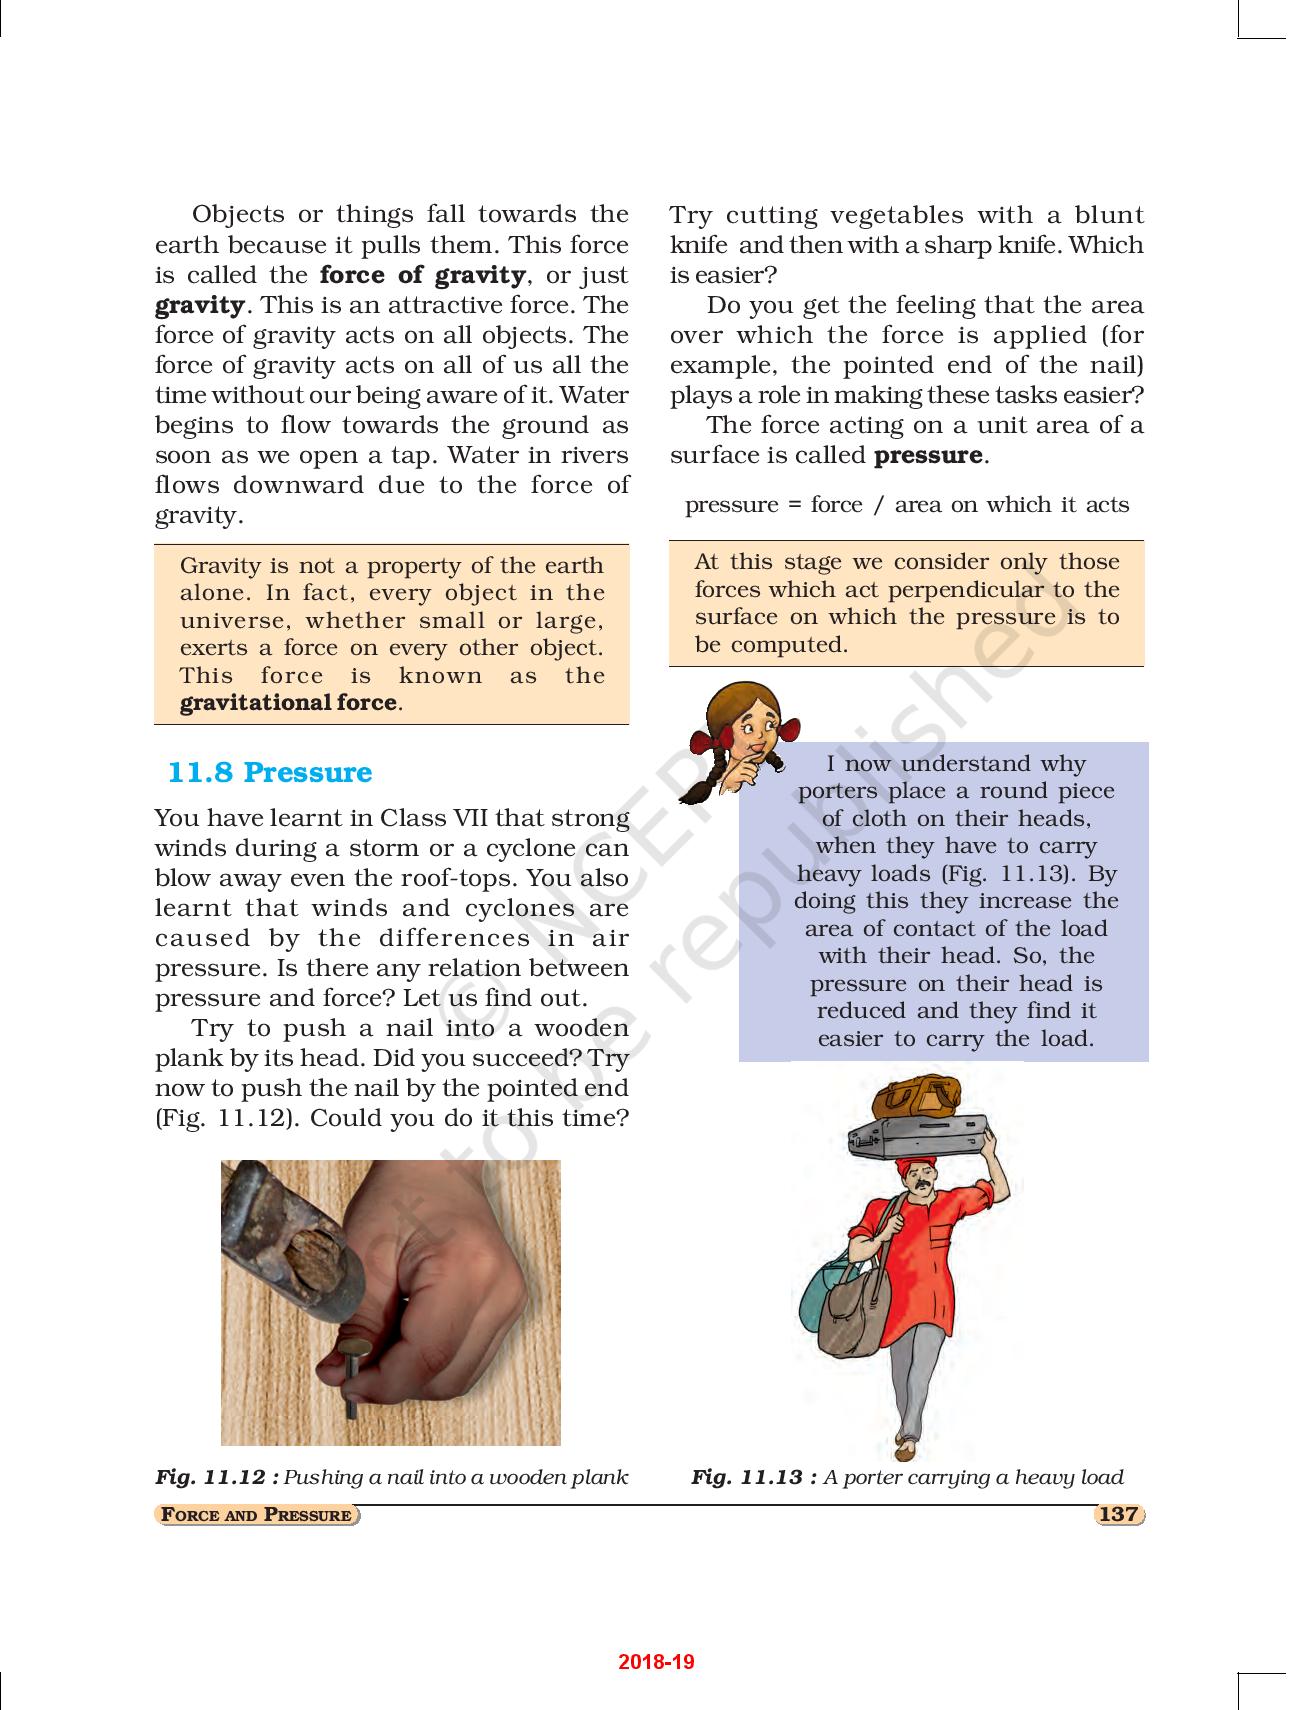 Objects or things fall towards the
earth because it pulls them. This force
is called the force of gravity, or just
gravity. This is an attractive force. The
force of gravity acts on all objects. The
force of gravity acts on all of us all the
time without our being aware of it. Water
begins to flow towards the ground as
soon as we open a tap. Water in rivers
flows downward due to the force of
gravity.
Gravity is not a property of the earth
alone. In fact, every object in the
universe, whether small or large,
exerts a force on every other object.
This force is known as the
gravitational force.
11.8 Pressure
You have learnt in Class VII that strong
winds during a storm or a cyclone can
blow away even the roof-tops. You also
learnt that winds and cyclones are
caused by the differences in air
pressure. Is there any relation between
pressure and force? Let us find out.
Try to push a nail into a wooden
plank by its head. Did you succeed? Try
now to push the nail by the pointed end
(Fig. 11.12). Could you do it this time?
Fig. 11.12 : Pushing a nail into a wooden plank
Try cutting vegetables with a blunt
knife and then with a sharp knife. Which
is easier?
Do you get the feeling that the area
over which the force is applied (for
example, the pointed end of the nail)
plays a role in making these tasks easier?
The force acting on a unit area of a
surface is called pressure.
pressure = force / area on which it acts
At this stage we consider only those
forces which act perpendicular to the
surface on which the pressure is to
be computed.
I now understand why
porters place a round piece
of cloth on their heads,
when they have to carry
heavy loads (Fig. 11.13). By
doing this they increase the
area of contact of the load
with their head. So, the
pressure on their head is
reduced and they find it
easier to carry the load.
Fig. 11.13 : A porter carrying a heavy load
FORCE AND PRESSURE
137
© NCERT
not to be republished
2018-19